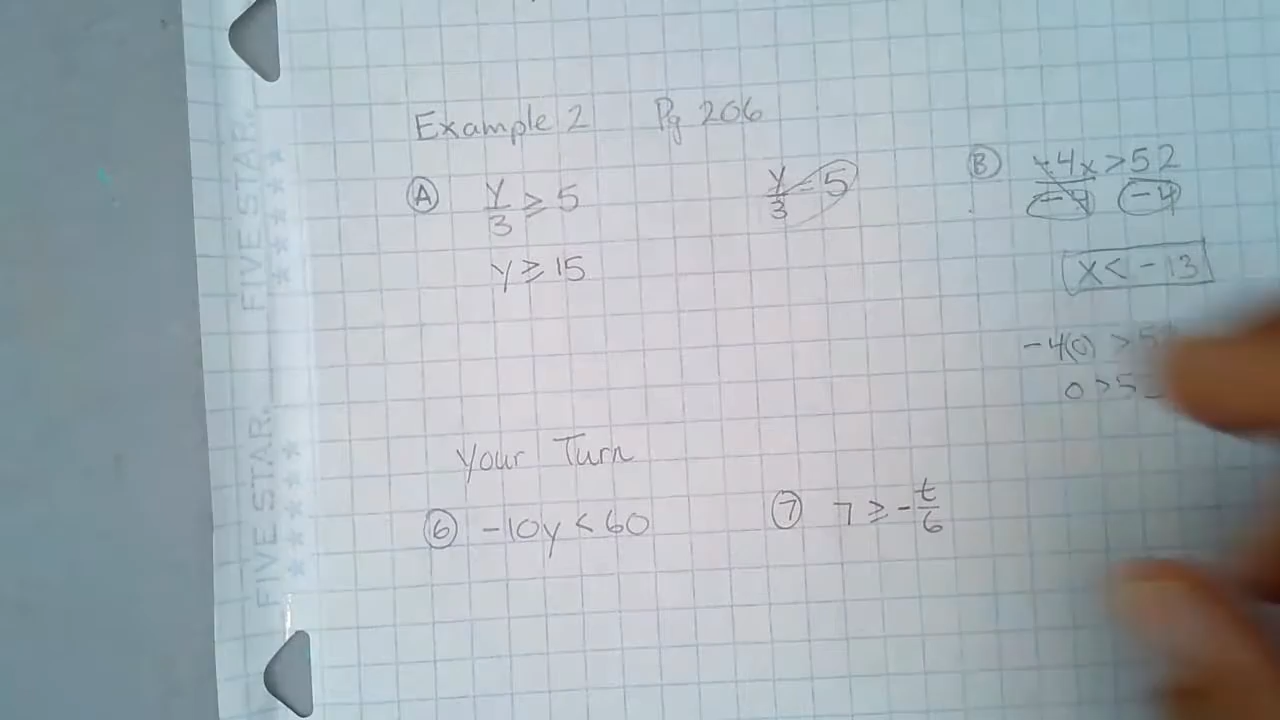 Example 2 Pg 206
Ⓐ y/3 ≥ 5
y/3 = 5
y ≥ 15
Ⓑ -4x > 52
-4 -4
x < -13
-4(0) >
0 >
Your Turn
⑥ -10y < 60
⑦ 7 ≥ -t/6
FIVE STAR.
FIVE STAR.